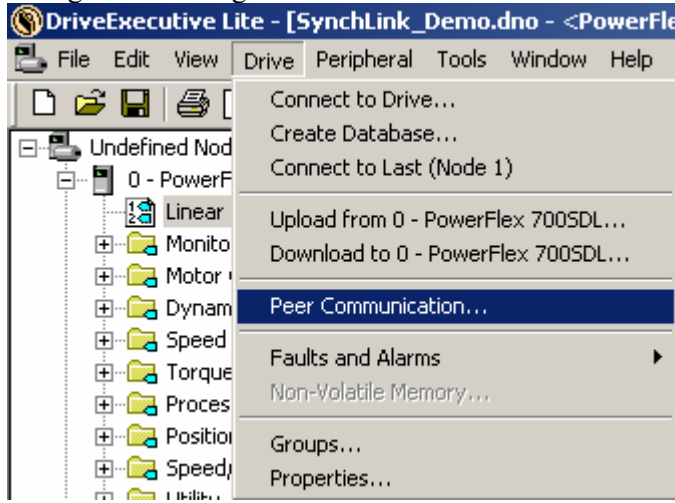 DriveExecutive Lite - [SynchLink_Demo.dno - <PowerFle
File Edit View Drive Peripheral Tools Window Help
Connect to Drive...
Create Database...
Connect to Last (Node 1)
Upload from 0 - PowerFlex 700SDL...
Download to 0 - PowerFlex 700SDL...
Peer Communication...
Faults and Alarms
Non-Volatile Memory...
Groups...
Properties...
Undefined Nod
0 - PowerF
Linear
Monito
Motor
Dynam
Speed
Torque
Proces
Position
Speed/
Utility